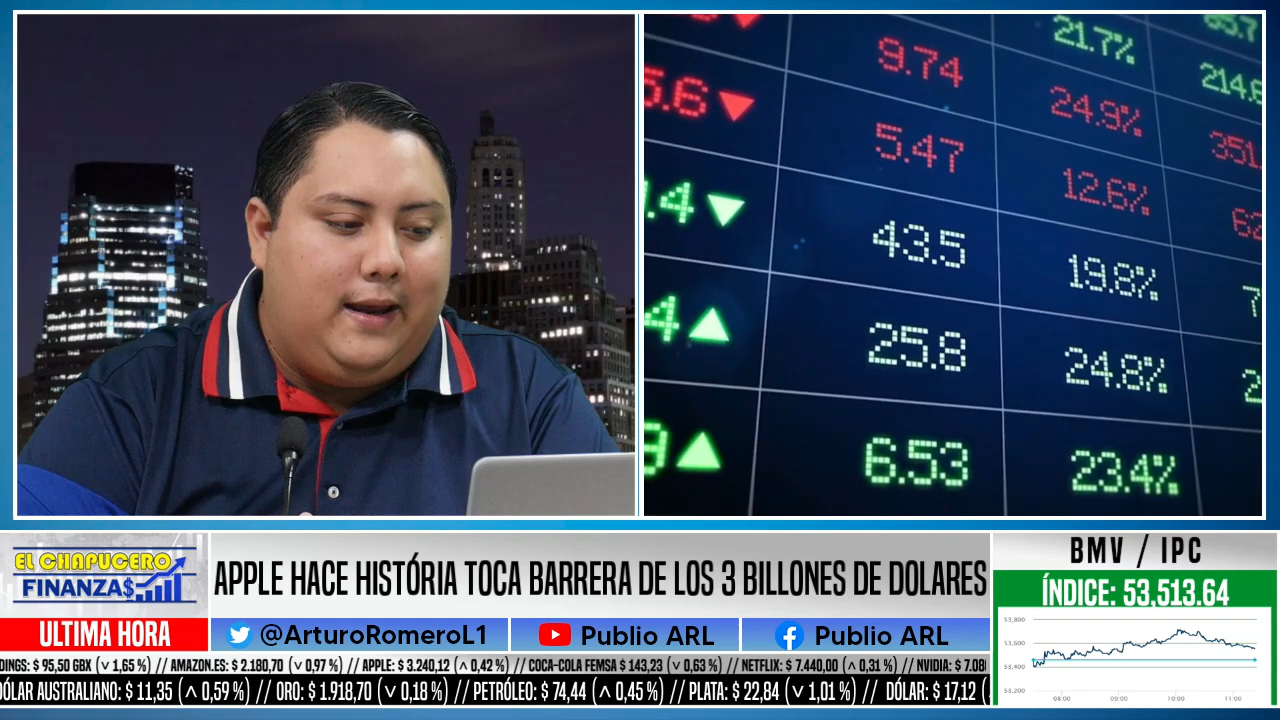 9.74
21.7%
5.6
24.9%
214.6
5.47
351
12.6%
.4
43.5
19.8%
62
4
25.8
24.8%
9
6.53
23.4%
EL CHAPUCERO
FINANZA$
APPLE HACE HISTÓRIA TOCA BARRERA DE LOS 3 BILLONES DE DOLARES
BMV / IPC
ÍNDICE: 53,513.64
53,800
53,600
53,400
53,200
08:00 09:00 10:00 11:00
ULTIMA HORA
@ArturoRomeroL1
Publio ARL
Publio ARL
DINGS: $ 95,50 GBX (˅ 1,65 %) // AMAZON.ES: $ 2.180,70 (˅ 0,97 %) // APPLE: $ 3.240,12 (˄ 0,42 %) // COCA-COLA FEMSA $ 143,23 (˅ 0,63 %) // NETFLIX: $ 7.440,00 (˄ 0,31 %) // NVIDIA: $ 7.08
DÓLAR AUSTRALIANO: $ 11,35 (˄ 0,59 %) // ORO: $ 1.918,70 (˅ 0,18 %) // PETRÓLEO: $ 74,44 (˄ 0,45 %) // PLATA: $ 22,84 (˅ 1,01 %) // DÓLAR: $ 17,12 (